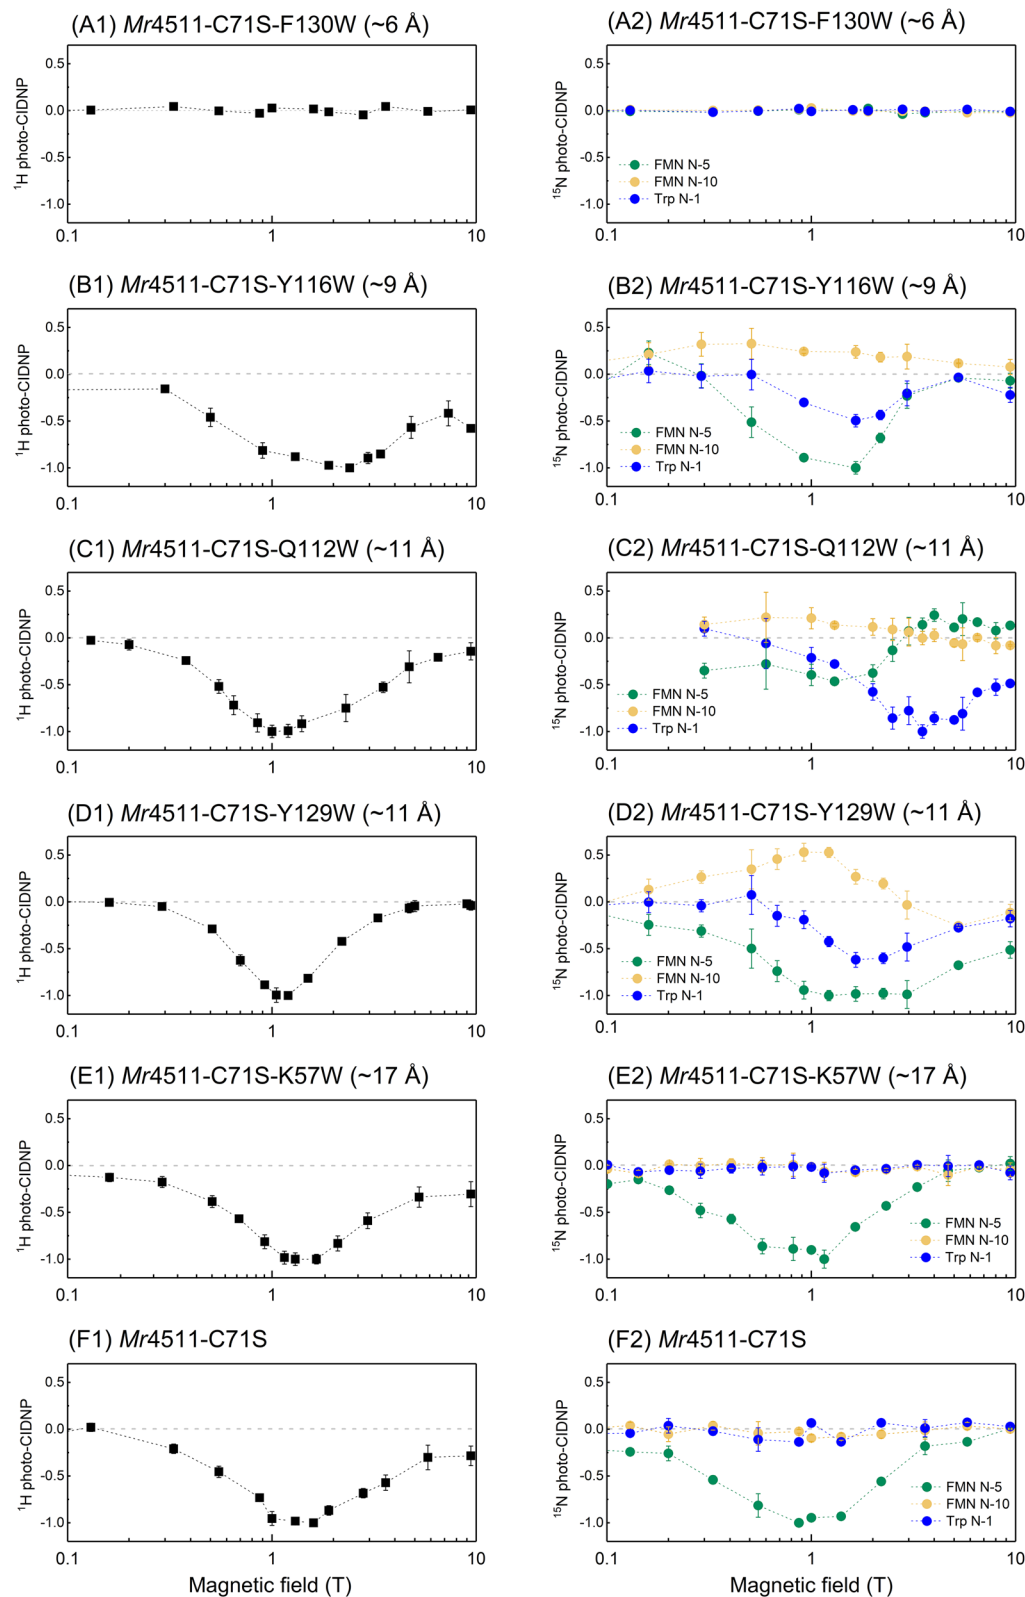 (A1) Mr4511-C71S-F130W (~6 Å)
¹H photo-CIDNP
0.5
0.0
-0.5
-1.0
0.1
1
10
(A2) Mr4511-C71S-F130W (~6 Å)
¹⁵N photo-CIDNP
0.5
0.0
-0.5
-1.0
FMN N-5
FMN N-10
Trp N-1
0.1
1
10
(B1) Mr4511-C71S-Y116W (~9 Å)
¹H photo-CIDNP
0.5
0.0
-0.5
-1.0
0.1
1
10
(B2) Mr4511-C71S-Y116W (~9 Å)
¹⁵N photo-CIDNP
0.5
0.0
-0.5
-1.0
FMN N-5
FMN N-10
Trp N-1
0.1
1
10
(C1) Mr4511-C71S-Q112W (~11 Å)
¹H photo-CIDNP
0.5
0.0
-0.5
-1.0
0.1
1
10
(C2) Mr4511-C71S-Q112W (~11 Å)
¹⁵N photo-CIDNP
0.5
0.0
-0.5
-1.0
FMN N-5
FMN N-10
Trp N-1
0.1
1
10
(D1) Mr4511-C71S-Y129W (~11 Å)
¹H photo-CIDNP
0.5
0.0
-0.5
-1.0
0.1
1
10
(D2) Mr4511-C71S-Y129W (~11 Å)
¹⁵N photo-CIDNP
0.5
0.0
-0.5
-1.0
FMN N-5
FMN N-10
Trp N-1
0.1
1
10
(E1) Mr4511-C71S-K57W (~17 Å)
¹H photo-CIDNP
0.5
0.0
-0.5
-1.0
0.1
1
10
(E2) Mr4511-C71S-K57W (~17 Å)
¹⁵N photo-CIDNP
0.5
0.0
-0.5
-1.0
FMN N-5
FMN N-10
Trp N-1
0.1
1
10
(F1) Mr4511-C71S
¹H photo-CIDNP
0.5
0.0
-0.5
-1.0
0.1
1
10
Magnetic field (T)
(F2) Mr4511-C71S
¹⁵N photo-CIDNP
0.5
0.0
-0.5
-1.0
FMN N-5
FMN N-10
Trp N-1
0.1
1
10
Magnetic field (T)